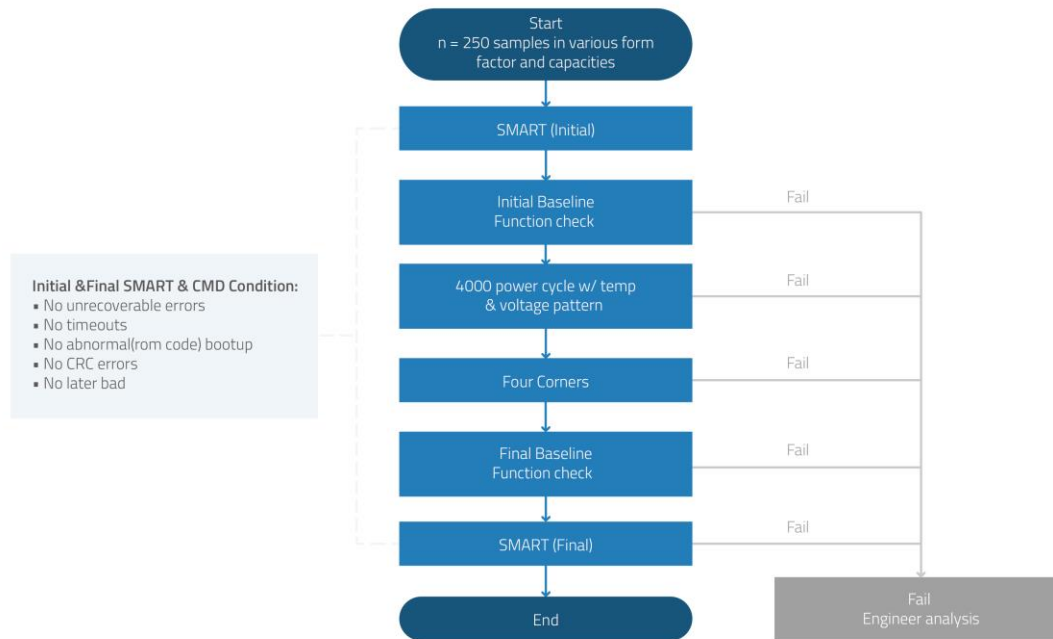 Start
n = 250 samples in various form
factor and capacities
SMART (Initial)
Initial Baseline
Function check
Fail
Initial &Final SMART & CMD Condition:
▪ No unrecoverable errors
▪ No timeouts
▪ No abnormal(rom code) bootup
▪ No CRC errors
▪ No later bad
4000 power cycle w/ temp
& voltage pattern
Fail
Four Corners
Fail
Final Baseline
Function check
Fail
SMART (Final)
Fail
End
Fail
Engineer analysis